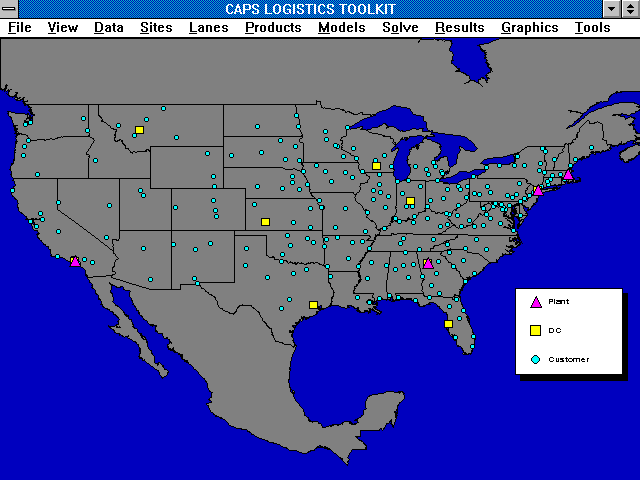 CAPS LOGISTICS TOOLKIT
File View Data Sites Lanes Products Models Solve Results Graphics Tools
Plant
DC
Customer